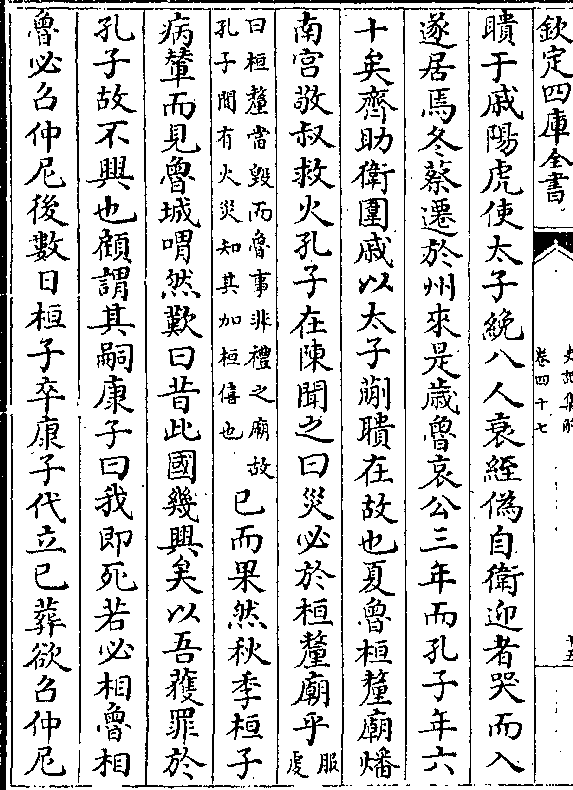 欽定四庫全書
史記集解
卷四十七
十五
聵于戚陽虎使太子絻八人衰絰偽自衛迎者哭而入
遂居焉冬蔡遷於州來是歲魯哀公三年而孔子年六
十矣齊助衛圍戚以太子蒯聵在故也夏魯桓釐廟燔
南宮敬叔救火孔子在陳聞之曰災必於桓釐廟乎
服虔
曰桓釐當毀而魯事非禮之廟故
孔子聞有火災知其加桓僖也
已而果然秋季桓子
病輦而見魯城喟然歎曰昔此國幾興矣以吾獲罪於
孔子故不興也顧謂其嗣康子曰我即死若必相魯相
魯必召仲尼後數日桓子卒康子代立已葬欲召仲尼